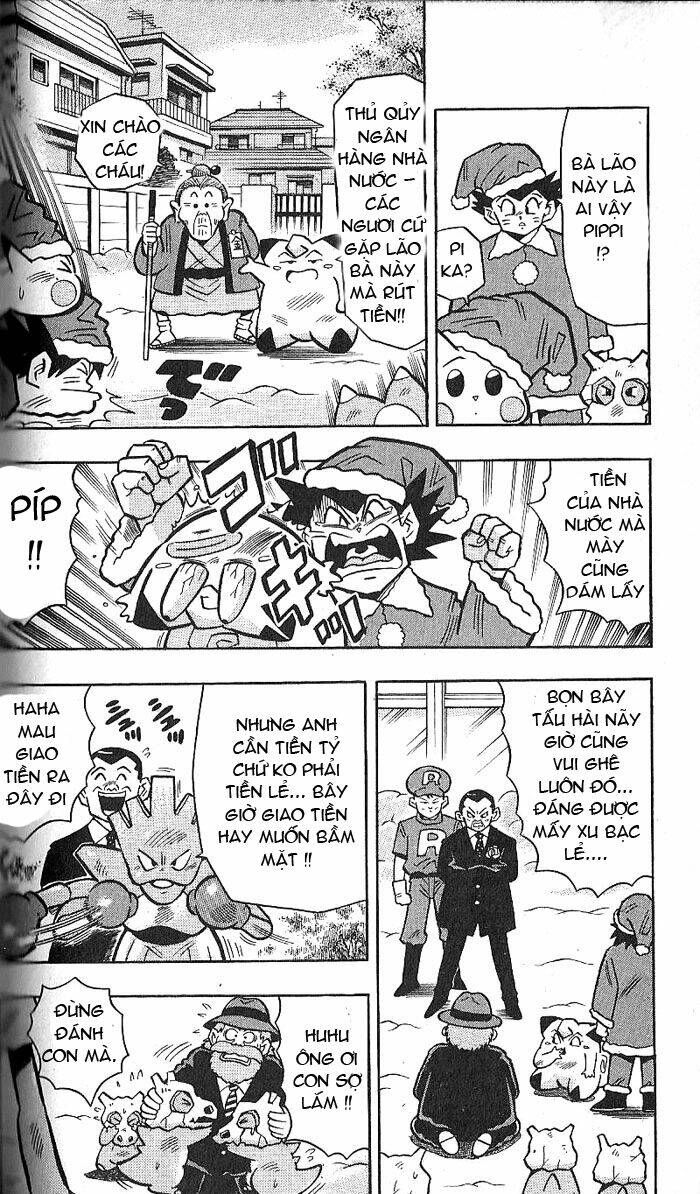 BÀ LÃO
NÀY LÀ
AI VẬY
PIPPI
!?
PI
KA?
THỦ QUỶ
NGÂN
HÀNG NHÀ
NƯỚC –
CÁC
NGƯƠI CỨ
GẶP LÃO
BÀ NÀY
MÀ RÚT
TIỀN!!
XIN CHÀO
CÁC
CHÁU!
金
でっ
TIỀN
CỦA NHÀ
NƯỚC MÀ
MÀY
CŨNG
DÁM LẤY
PÍP
!!
BỌN BÂY
TẤU HÀI NÃY
GIỜ CŨNG
VUI GHÊ
LUÔN ĐÓ...
ĐÁNG ĐƯỢC
MẤY XU BẠC
LẺ....
R
R
NHƯNG ANH
CẦN TIỀN TỶ
CHỨ KO PHẢI
TIỀN LẺ... BÂY
GIỜ GIAO TIỀN
HAY MUỐN BẦM
MẶT !!
HAHA
MAU
GIAO
TIỀN RA
ĐÂY ĐI
HUHU
ÔNG ƠI
CON SỢ
LẮM !!
ĐỪNG
ĐÁNH
CON MÀ.